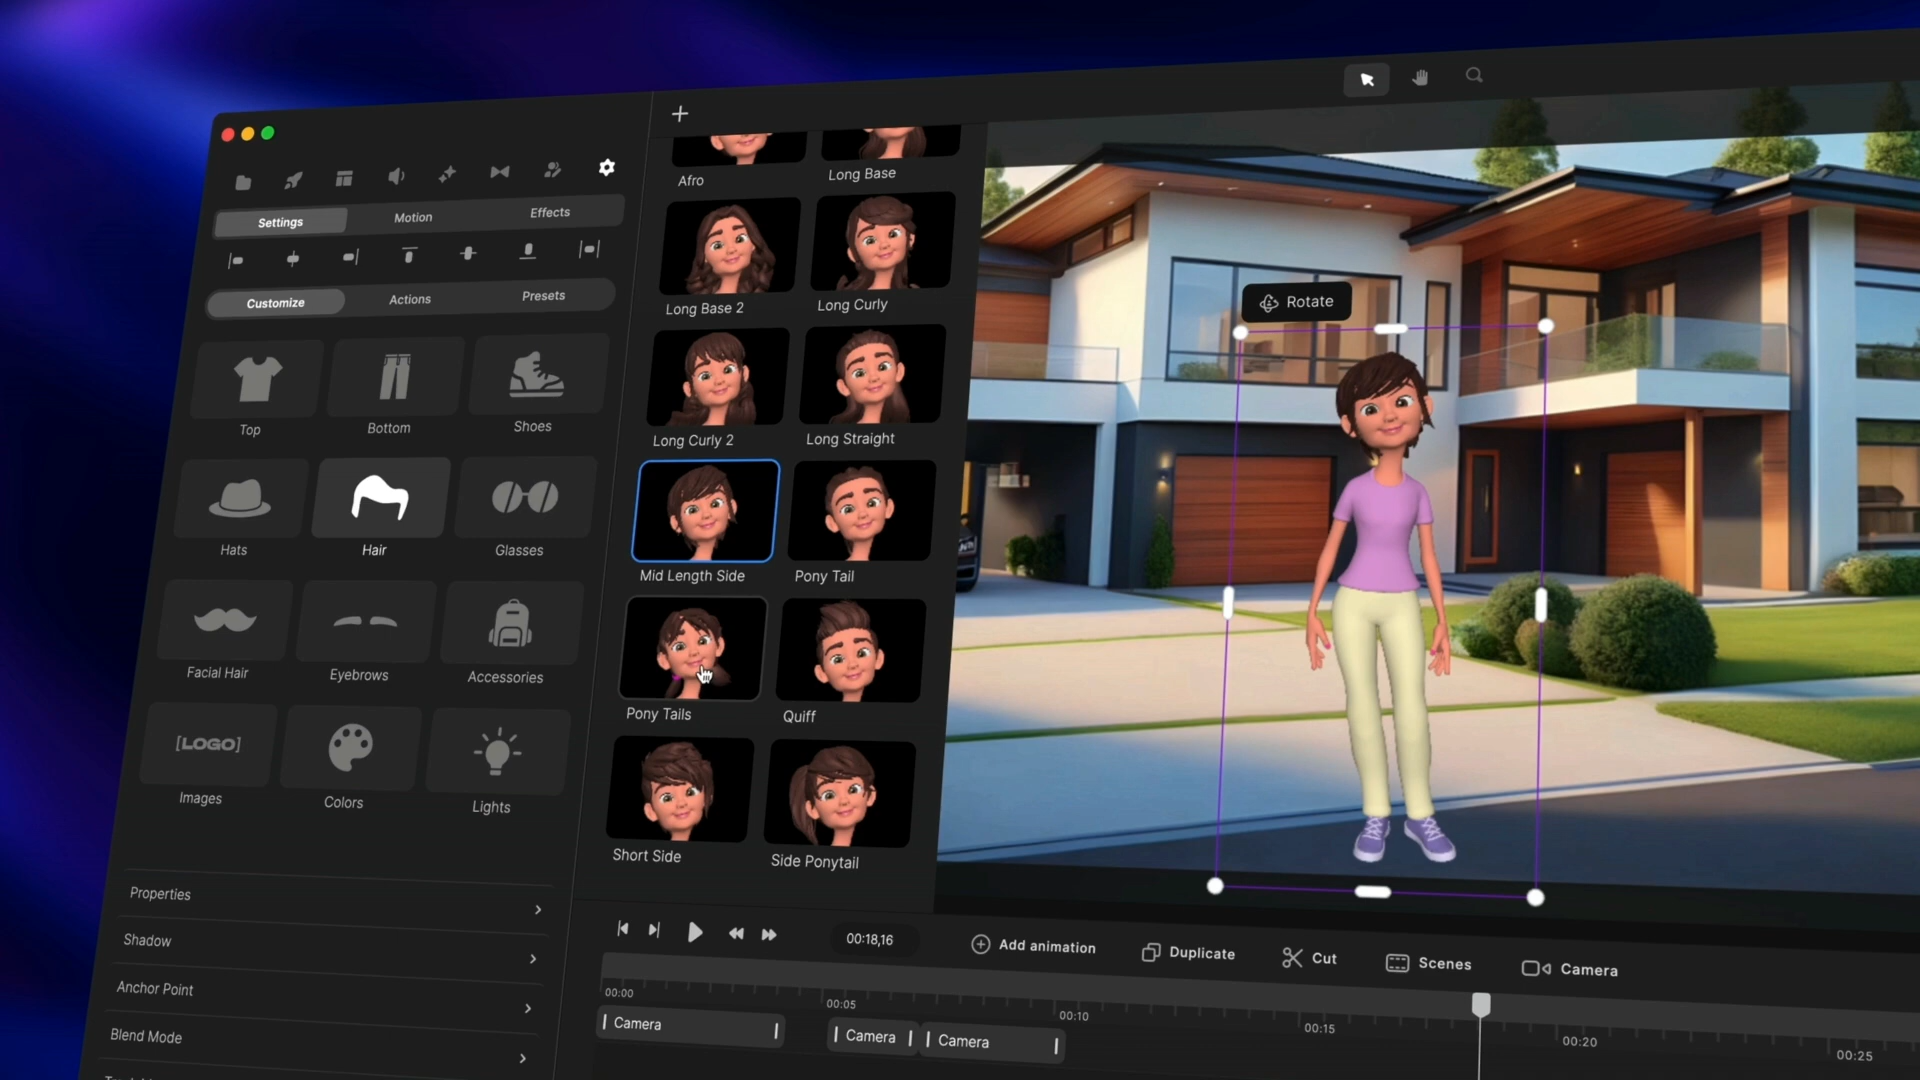 Settings
Motion
Effects
Customize
Actions
Presets
Top
Bottom
Shoes
Hats
Hair
Glasses
Facial Hair
Eyebrows
Accessories
[LOGO]
Images
Colors
Lights
Properties
Shadow
Anchor Point
Blend Mode
Afro
Long Base
Long Base 2
Long Curly
Long Curly 2
Long Straight
Mid Length Side
Pony Tail
Pony Tails
Quiff
Short Side
Side Ponytail
Rotate
00:18,16
Add animation
Duplicate
Cut
Scenes
Camera
00:00
00:05
00:10
00:15
00:20
00:25
Camera
Camera
Camera